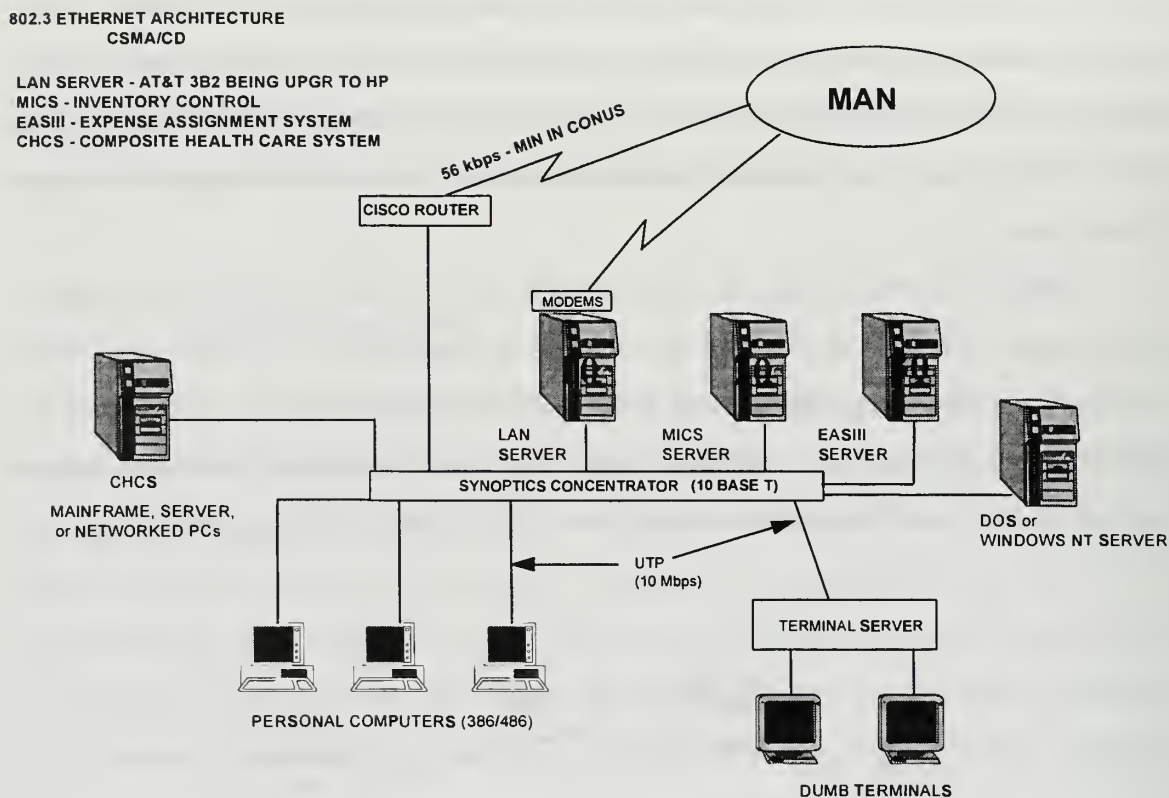 802.3 ETHERNET ARCHITECTURE
CSMA/CD
LAN SERVER - AT&T 3B2 BEING UPGR TO HP
MICS - INVENTORY CONTROL
EASIII - EXPENSE ASSIGNMENT SYSTEM
CHCS - COMPOSITE HEALTH CARE SYSTEM
MAN
56 kbps - MIN IN CONUS
CISCO ROUTER
MODEMS
LAN
SERVER
MICS
SERVER
EASIII
SERVER
CHCS
MAINFRAME, SERVER,
or NETWORKED PCs
SYNOPTICS CONCENTRATOR (10 BASE T)
DOS or
WINDOWS NT SERVER
UTP
(10 Mbps)
TERMINAL SERVER
PERSONAL COMPUTERS (386/486)
DUMB TERMINALS